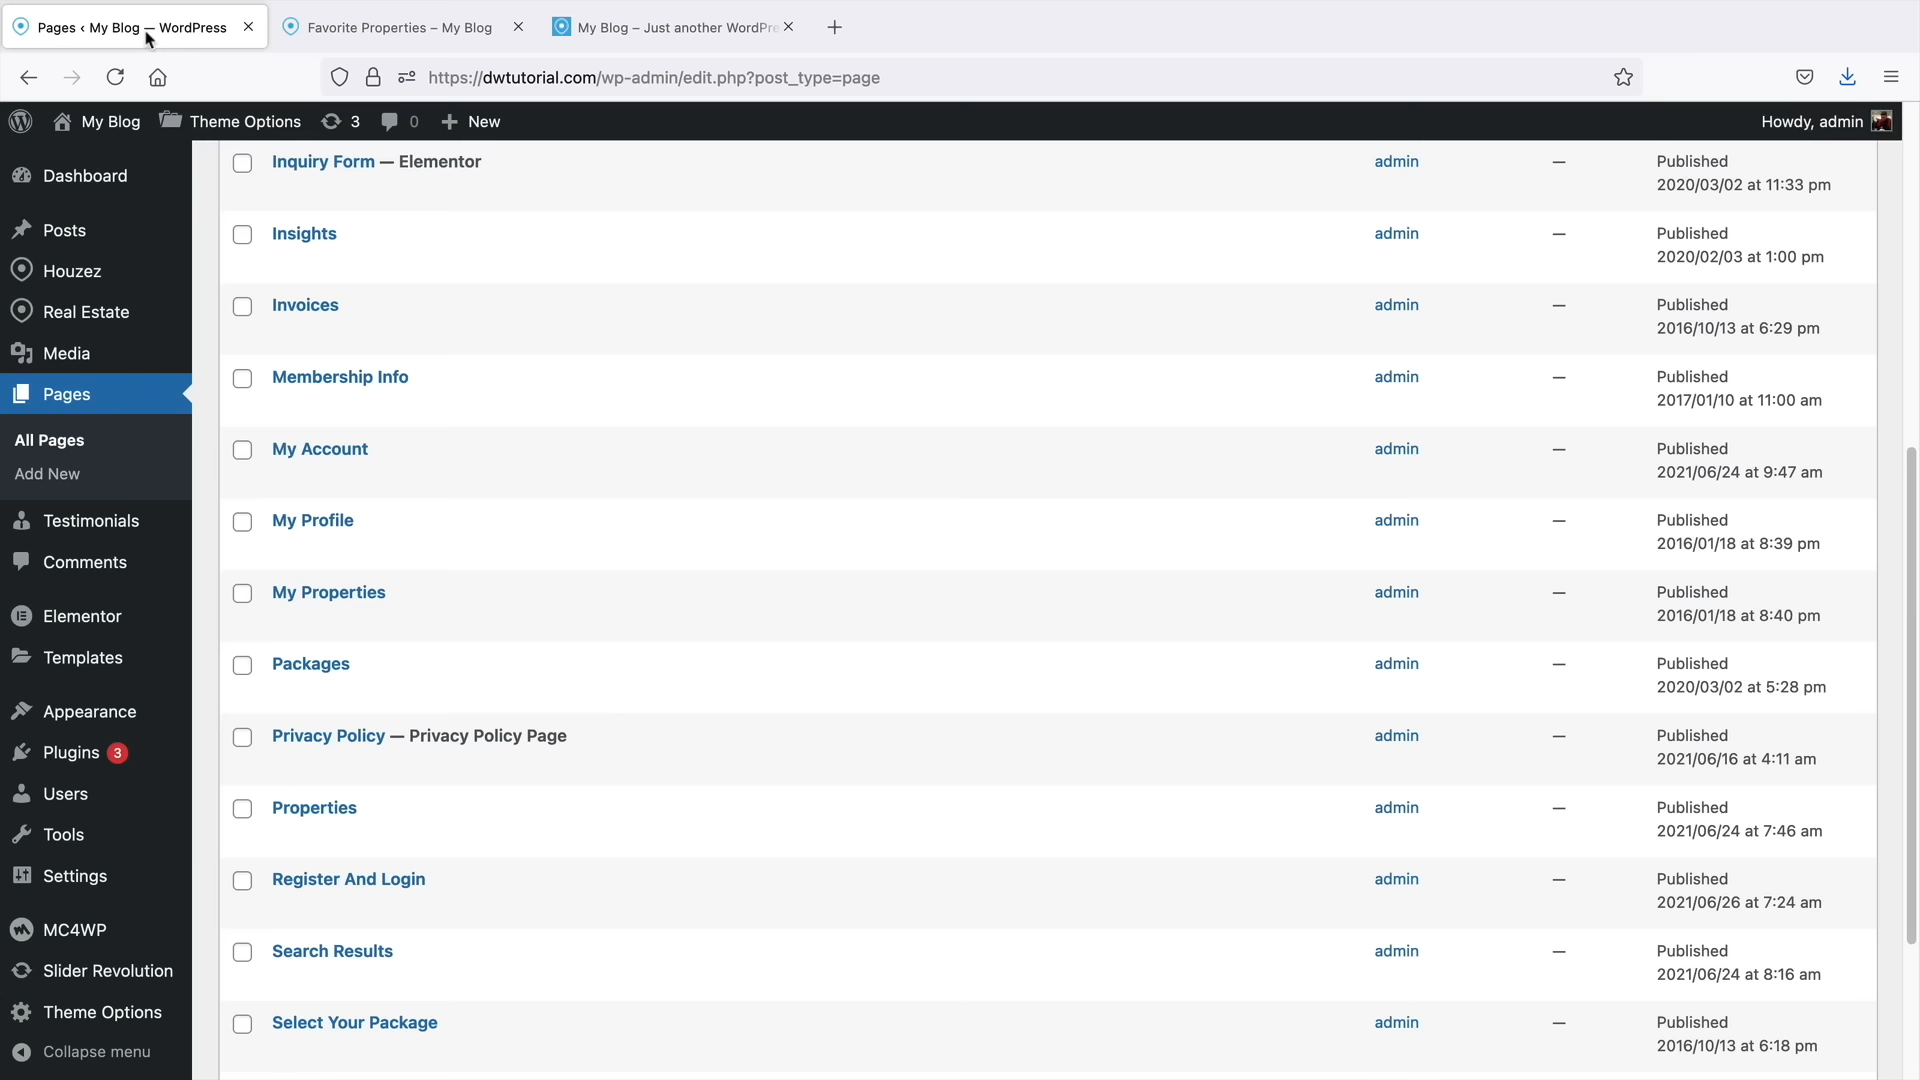 Pages ‹ My Blog — WordPress
Favorite Properties – My Blog
My Blog – Just another WordPre
https://dwtutorial.com/wp-admin/edit.php?post_type=page
My Blog
Theme Options
3
0
New
Howdy, admin
Dashboard
Posts
Houzez
Real Estate
Media
Pages
All Pages
Add New
Testimonials
Comments
Elementor
Templates
Appearance
Plugins 3
Users
Tools
Settings
MC4WP
Slider Revolution
Theme Options
Collapse menu
Inquiry Form — Elementor admin — Published
2020/03/02 at 11:33 pm
Insights admin — Published
2020/02/03 at 1:00 pm
Invoices admin — Published
2016/10/13 at 6:29 pm
Membership Info admin — Published
2017/01/10 at 11:00 am
My Account admin — Published
2021/06/24 at 9:47 am
My Profile admin — Published
2016/01/18 at 8:39 pm
My Properties admin — Published
2016/01/18 at 8:40 pm
Packages admin — Published
2020/03/02 at 5:28 pm
Privacy Policy — Privacy Policy Page admin — Published
2021/06/16 at 4:11 am
Properties admin — Published
2021/06/24 at 7:46 am
Register And Login admin — Published
2021/06/26 at 7:24 am
Search Results admin — Published
2021/06/24 at 8:16 am
Select Your Package admin — Published
2016/10/13 at 6:18 pm